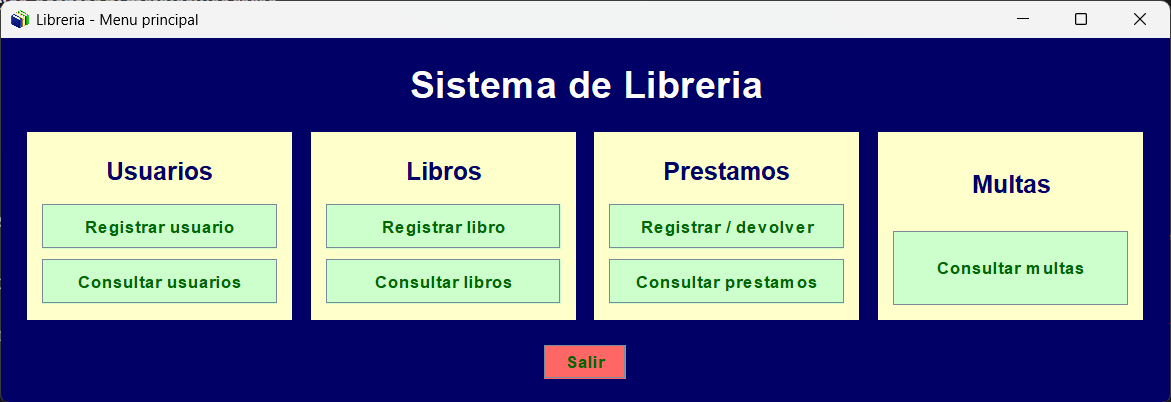 Libreria - Menu principal
Sistema de Libreria
Usuarios
Registrar usuario
Consultar usuarios
Libros
Registrar libro
Consultar libros
Prestamos
Registrar / devolver
Consultar prestamos
Multas
Consultar multas
Salir